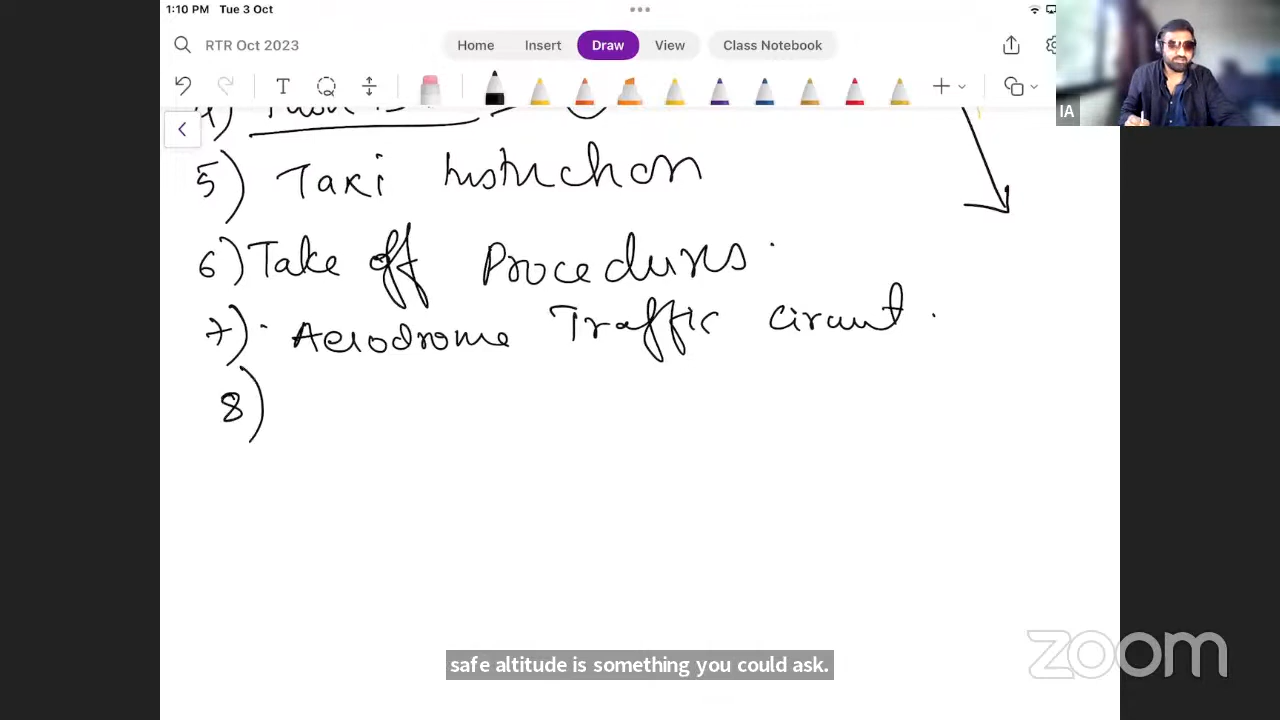 1:10 PM Tue 3 Oct
RTR Oct 2023
Home Insert Draw View Class Notebook
IA
4)
5) Taxi Instruction
6) Take off Procedures.
7) Aerodrome Traffic Circuit.
8)
safe altitude is something you could ask.
zoom